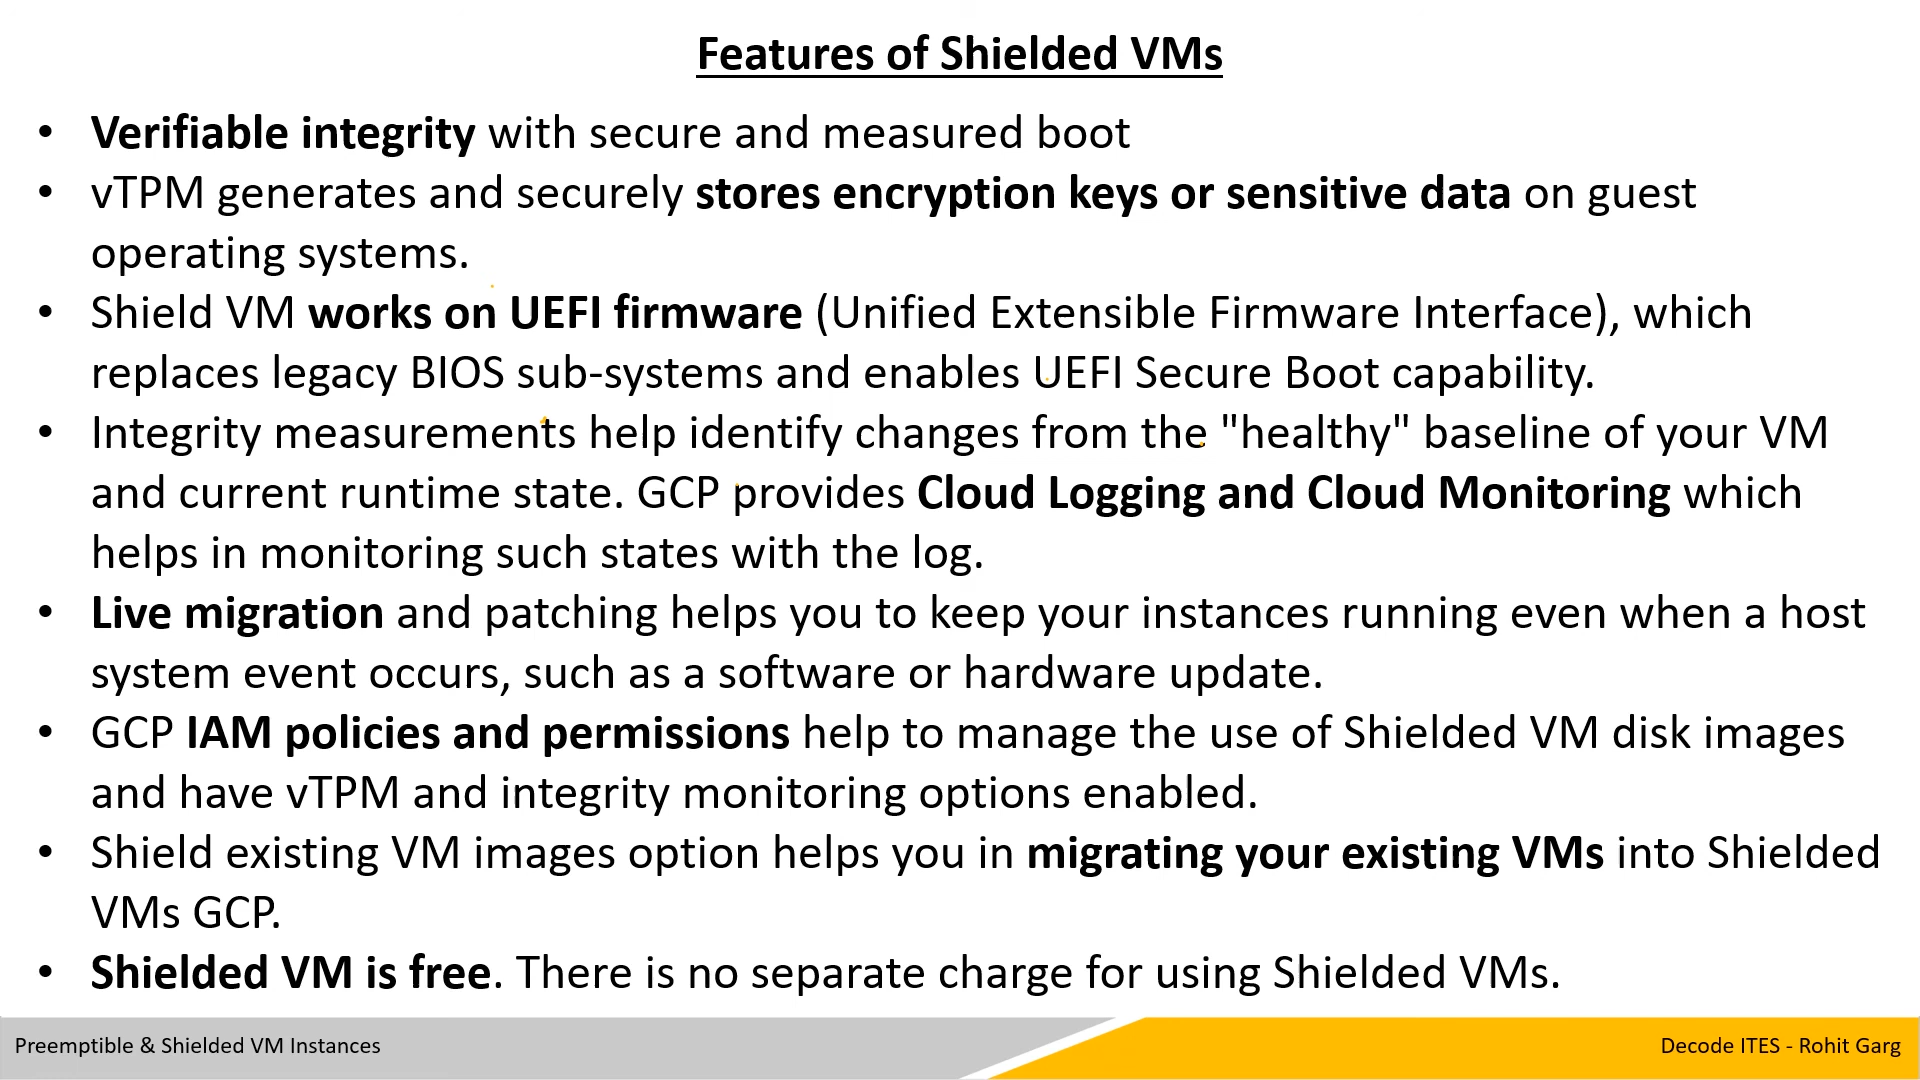 Features of Shielded VMs
• Verifiable integrity with secure and measured boot
• vTPM generates and securely stores encryption keys or sensitive data on guest
operating systems.
• Shield VM works on UEFI firmware (Unified Extensible Firmware Interface), which
replaces legacy BIOS sub-systems and enables UEFI Secure Boot capability.
• Integrity measurements help identify changes from the "healthy" baseline of your VM
and current runtime state. GCP provides Cloud Logging and Cloud Monitoring which
helps in monitoring such states with the log.
• Live migration and patching helps you to keep your instances running even when a host
system event occurs, such as a software or hardware update.
• GCP IAM policies and permissions help to manage the use of Shielded VM disk images
and have vTPM and integrity monitoring options enabled.
• Shield existing VM images option helps you in migrating your existing VMs into Shielded
VMs GCP.
• Shielded VM is free. There is no separate charge for using Shielded VMs.
Preemptible & Shielded VM Instances
Decode ITES - Rohit Garg